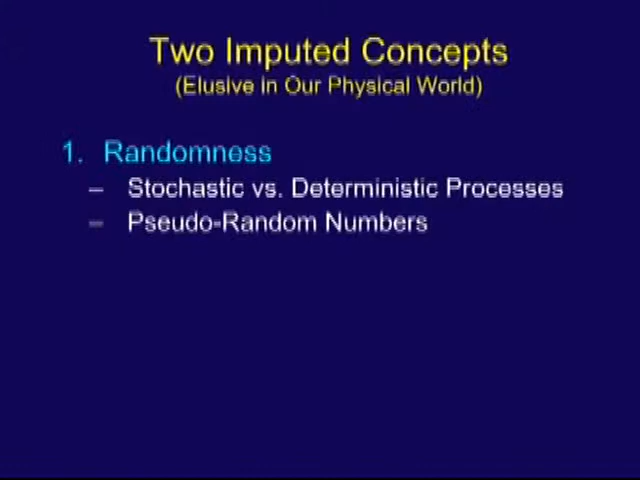 Two Imputed Concepts
(Elusive in Our Physical World)
1. Randomness
– Stochastic vs. Deterministic Processes
– Pseudo-Random Numbers